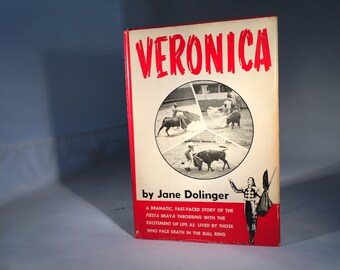 VERONICA
by Jane Dolinger
A DRAMATIC, FAST-PACED STORY OF THE
FIESTA BRAVA THROBBING WITH THE
EXCITEMENT OF LIFE AS LIVED BY THOSE
WHO FACE DEATH IN THE BULL RING